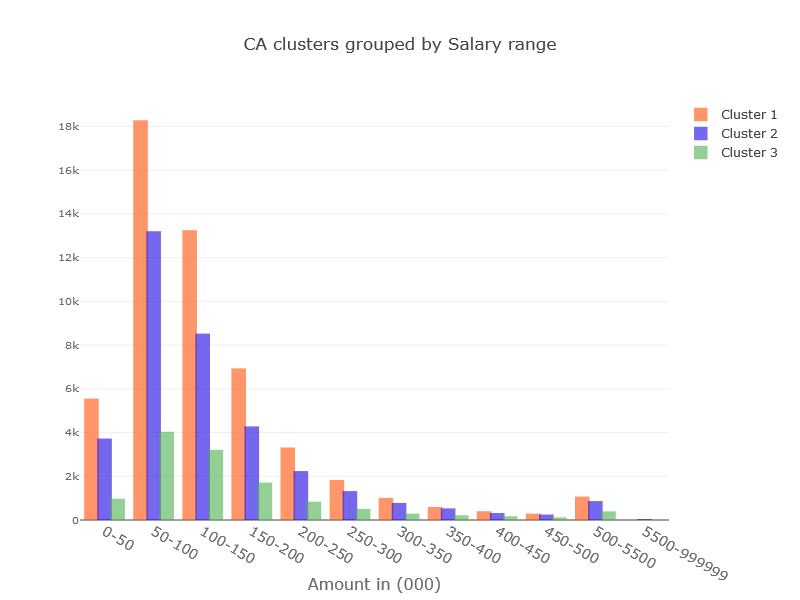 CA clusters grouped by Salary range
Cluster 1
Cluster 2
Cluster 3
18k
16k
14k
12k
10k
8k
6k
4k
2k
0
0-50
50-100
100-150
150-200
200-250
250-300
300-350
350-400
400-450
450-500
500-5500
5500-999999
Amount in (000)